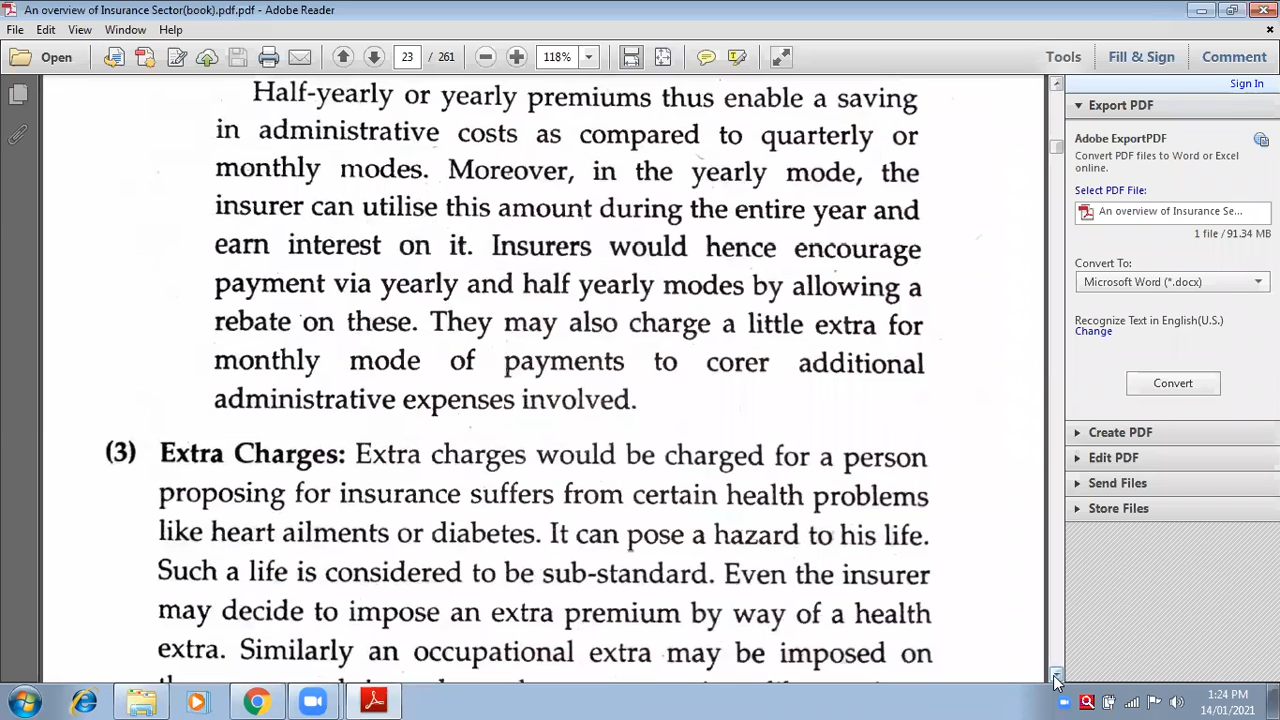 An overview of Insurance Sector(book).pdf.pdf - Adobe Reader
File Edit View Window Help
Open 23 / 261 118% Tools Fill & Sign Comment
Sign In
Export PDF
Adobe ExportPDF
Convert PDF files to Word or Excel
online.
Select PDF File:
An overview of Insurance Se...
1 file / 91.34 MB
Convert To:
Microsoft Word (*.docx)
Recognize Text in English(U.S.)
Change
Convert
Create PDF
Edit PDF
Send Files
Store Files
Half-yearly or yearly premiums thus enable a saving
in administrative costs as compared to quarterly or
monthly modes. Moreover, in the yearly mode, the
insurer can utilise this amount during the entire year and
earn interest on it. Insurers would hence encourage
payment via yearly and half yearly modes by allowing a
rebate on these. They may also charge a little extra for
monthly mode of payments to corer additional
administrative expenses involved.
(3) Extra Charges: Extra charges would be charged for a person
proposing for insurance suffers from certain health problems
like heart ailments or diabetes. It can pose a hazard to his life.
Such a life is considered to be sub-standard. Even the insurer
may decide to impose an extra premium by way of a health
extra. Similarly an occupational extra may be imposed on
1:24 PM
14/01/2021